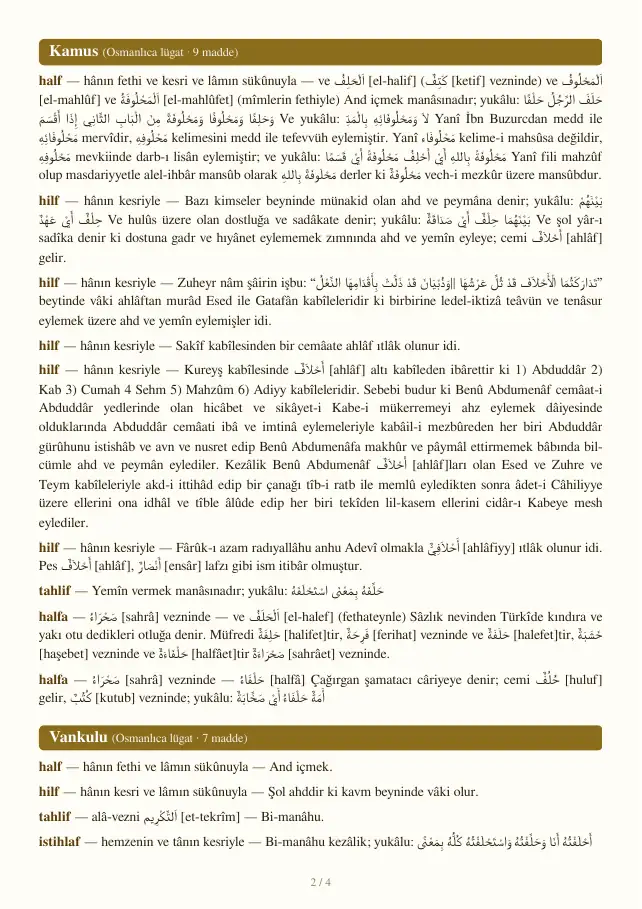 Kamus (Osmanlıca lügat · 9 madde)
half — hânın fethi ve kesri ve lâmın sükûnuyla — ve اَلْحَلِفُ [el-halif] (كَتِفٌ [ketif] vezninde) ve اَلْمَحْلُوفُ
[el-mahlûf] ve اَلْمَحْلُوفَةُ [el-mahlûfet] (mîmlerin fethiyle) And içmek manâsınadır; yukâlu: حَلَفَ الرَّجُلُ حَلْفًا
وَحَلِفًا وَمَحْلُوفًا وَمَحْلُوفَةً مِنَ الْبَابِ الثَّانِي إِذَا أَقْسَمَ Ve yukâlu: لاَ وَمَحْلُوفَائِهِ بِالْمَدِّ Yanî İbn Buzurcdan medd ile
مَحْلُوفَائِهِ mervîdir, مَحْلُوفِهِ kelimesini medd ile tefevvüh eylemiştir. Yanî مَحْلُوفَاء kelime-i mahsûsa değildir,
مَحْلُوفِهِ mevkiinde darb-ı lisân eylemiştir; ve yukâlu: مَحْلُوفَةً بِاللهِ أَيْ أَحْلِفُ مَحْلُوفَةً أَيْ قَسَمًا Yanî fili mahzûf
olup masdariyyetle alel-ihbâr mansûb olarak مَحْلُوفَةً بِاللهِ derler ki مَحْلُوفَةً vech-i mezkûr üzere mansûbdur.
hilf — hânın kesriyle — Bazı kimseler beyninde münakid olan ahd ve peymâna denir; yukâlu: بَيْنَهُمْ
حِلْفٌ أَيْ عَهْدٌ Ve hulûs üzere olan dostluğa ve sadâkate denir; yukâlu: بَيْنَهُمَا حِلْفٌ أَيْ صَدَاقَةٌ Ve şol yâr-ı
sadîka denir ki dostuna gadr ve hıyânet eylememek zımnında ahd ve yemîn eyleye; cemi أَحْلاَفٌ [ahlâf]
gelir.
hilf — hânın kesriyle — Zuheyr nâm şâirin işbu: “تَدَارَكْتُمَا الْأَحْلاَفَ قَدْ ثُلَّ عَرْشُهَا ||وَذُبْيَانَ قَدْ ذَلَّتْ بِأَقْدَامِهَا النَّعْلُ”
beytinde vâki ahlâftan murâd Esed ile Gatafân kabîleleridir ki birbirine ledel-iktizâ teâvün ve tenâsur
eylemek üzere ahd ve yemîn eylemişler idi.
hilf — hânın kesriyle — Sakîf kabîlesinden bir cemâate ahlâf ıtlâk olunur idi.
hilf — hânın kesriyle — Kureyş kabîlesinde أَحْلاَفٌ [ahlâf] altı kabîleden ibârettir ki 1) Abduddâr 2)
Kab 3) Cumah 4 Sehm 5) Mahzûm 6) Adiyy kabîleleridir. Sebebi budur ki Benû Abdumenâf cemâat-i
Abduddâr yedlerinde olan hicâbet ve sikâyet-i Kabe-i mükerremeyi ahz eylemek dâiyesinde
olduklarında Abduddâr cemâati ibâ ve imtinâ eylemeleriyle kabâil-i mezbûreden her biri Abduddâr
gürûhunu istishâb ve avn ve nusret edip Benû Abdumenâfa makhûr ve pâymâl ettirmemek bâbında bil-
cümle ahd ve peymân eylediler. Kezâlik Benû Abdumenâf أَحْلاَفٌ [ahlâf]ları olan Esed ve Zuhre ve
Teym kabîleleriyle akd-i ittihâd edip bir çanağı tîb-i ratb ile memlû eyledikten sonra âdet-i Câhiliyye
üzere ellerini ona idhâl ve tîble âlûde edip her biri tekîden lil-kasem ellerini cidâr-ı Kabeye mesh
eylediler.
hilf — hânın kesriyle — Fârûk-ı azam radıyallâhu anhu Adevî olmakla أَحْلاَفِيٌّ [ahlâfiyy] ıtlâk olunur idi.
Pes أَحْلاَفٌ [ahlâf], أَنْصَارٌ [ensâr] lafzı gibi ism itibâr olmuştur.
tahlif — Yemîn vermek manâsınadır; yukâlu: حَلَّفَهُ بِمَعْنَى اسْتَحْلَفَهُ
halfa — صَحْرَاءُ [sahrâ] vezninde — ve اَلْحَلَفُ [el-halef] (fethateynle) Sâzlık nevinden Türkîde kındıra ve
yakı otu dedikleri otluğa denir. Müfredi حَلِفَةٌ [halifet]tir, فَرِحَةٌ [ferihat] vezninde ve حَلَفَةٌ [halefet]tir, خَشَبَةٌ
[haşebet] vezninde ve حَلْفَاءَةٌ [halfâet]tir صَحْرَاءَةٌ [sahrâet] vezninde.
halfa — صَحْرَاءُ [sahrâ] vezninde — حَلْفَاءُ [halfâ] Çağırgan şamatacı câriyeye denir; cemi حُلُفٌ [huluf]
gelir, كُتُبٌ [kutub] vezninde; yukâlu: أَمَةٌ حَلْفَاءُ أَيْ صَخَّابَةٌ
Vankulu (Osmanlıca lügat · 7 madde)
half — hânın fethi ve lâmın sükûnuyla — And içmek.
hilf — hânın kesri ve lâmın sükûnuyla — Şol ahddir ki kavm beyninde vâki olur.
tahlif — alâ-vezni اَلتَّكْرِيم [et-tekrîm] — Bi-manâhu.
istihlaf — hemzenin ve tânın kesriyle — Bi-manâhu kezâlik; yukâlu: أَحْلَفْتُهُ أَنَا وَحَلَّفْتُهُ وَاسْتَحْلَفْتُهُ كُلُّهُ بِمَعْنًى
2 / 4